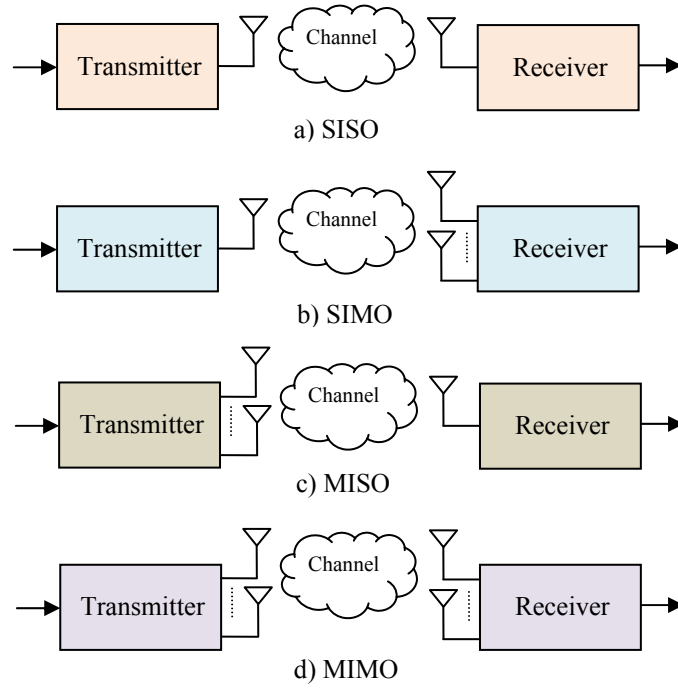 Transmitter
Channel
Receiver
a) SISO
Transmitter
Channel
Receiver
b) SIMO
Transmitter
Channel
Receiver
c) MISO
Transmitter
Channel
Receiver
d) MIMO